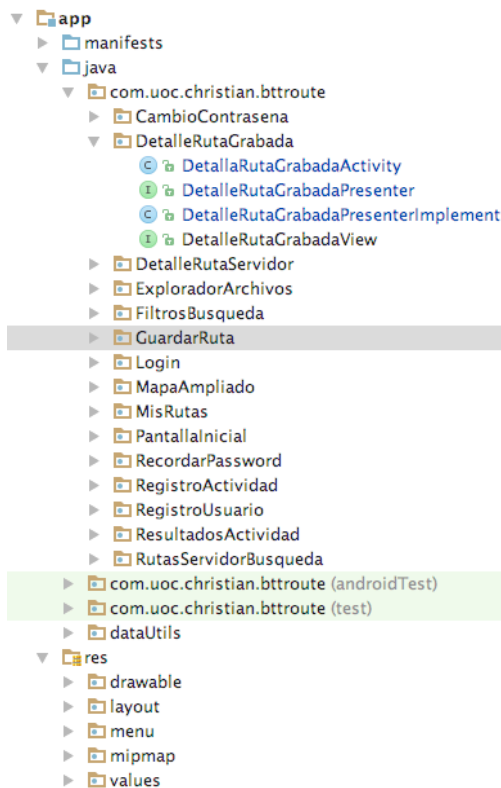 app
manifests
java
com.uoc.christian.bttroute
CambioContrasena
DetalleRutaGrabada
C DetallaRutaGrabadaActivity
I DetalleRutaGrabadaPresenter
C DetalleRutaGrabadaPresenterImplement
I DetalleRutaGrabadaView
DetalleRutaServidor
ExploradorArchivos
FiltrosBusqueda
GuardarRuta
Login
MapaAmpliado
MisRutas
PantallaInicial
RecordarPassword
RegistroActividad
RegistroUsuario
ResultadosActividad
RutasServidorBusqueda
com.uoc.christian.bttroute (androidTest)
com.uoc.christian.bttroute (test)
dataUtils
res
drawable
layout
menu
mipmap
values